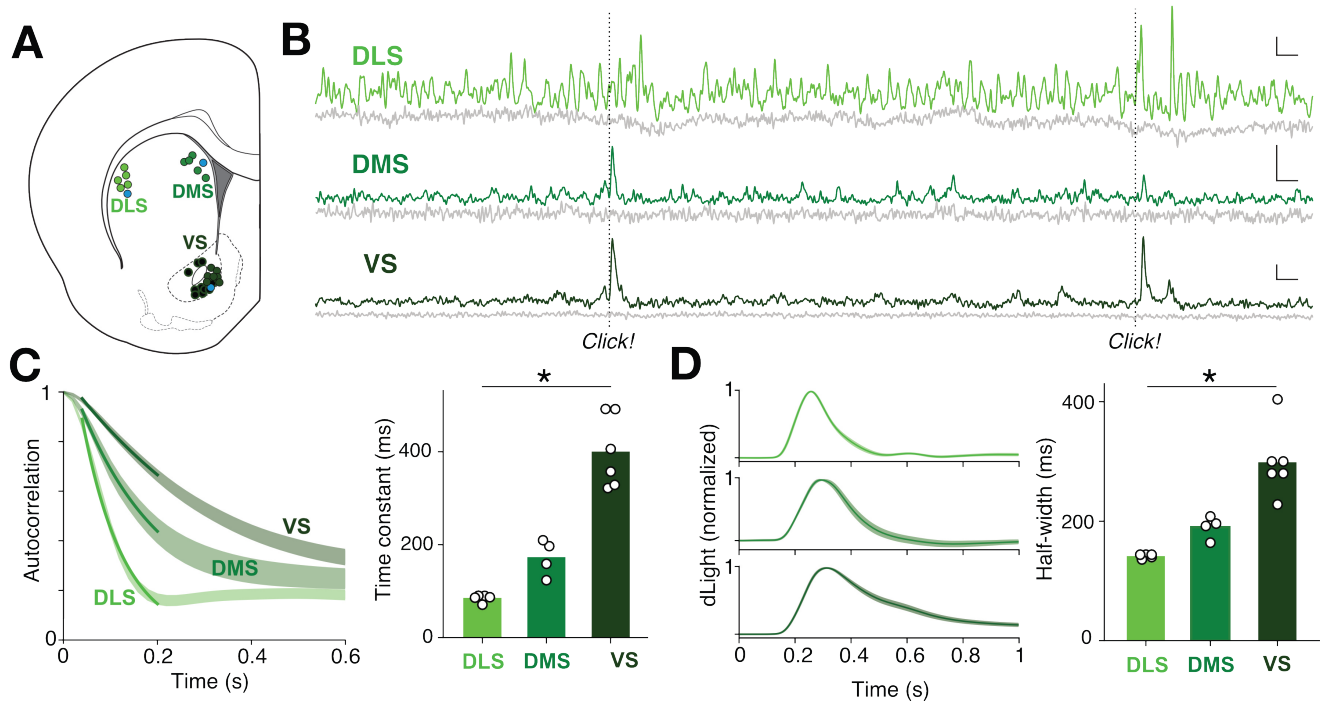 A
DLS
DMS
VS
B
DLS
DMS
VS
Click!
Click!
C
1
0
Autocorrelation
VS
DMS
DLS
0
0.2
0.4
0.6
Time (s)
*
Time constant (ms)
400
200
0
DLS
DMS
VS
D
dLight (normalized)
1
1
1
0
0.2
0.4
0.6
0.8
1
Time (s)
*
Half-width (ms)
400
200
0
DLS
DMS
VS